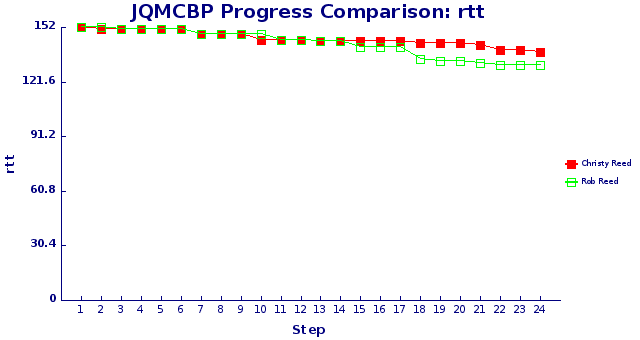 JQMCBP Progress Comparison: rtt
152
121.6
91.2
60.8
30.4
0
rtt
1 2 3 4 5 6 7 8 9 10 11 12 13 14 15 16 17 18 19 20 21 22 23 24
Step
Christy Reed
Rob Reed